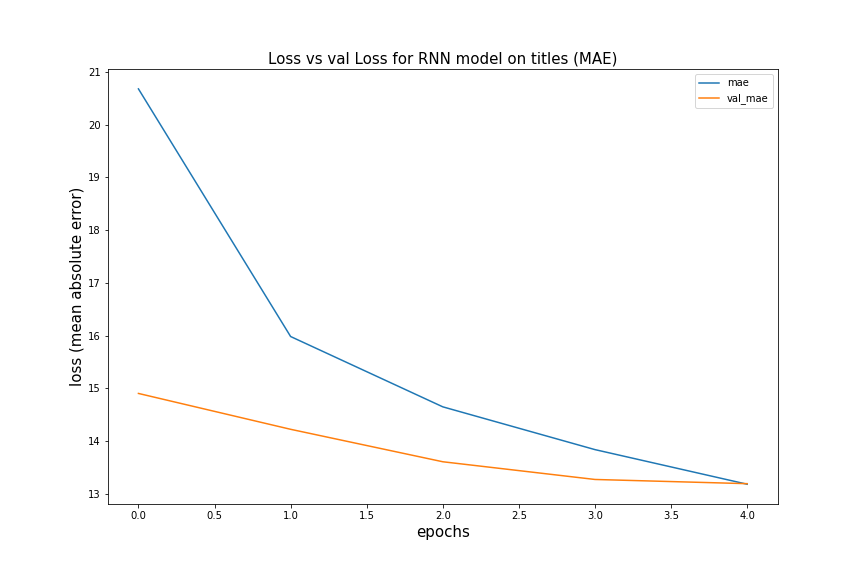 Loss vs val Loss for RNN model on titles (MAE)
mae
val_mae
loss (mean absolute error)
21
20
19
18
17
16
15
14
13
0.0 0.5 1.0 1.5 2.0 2.5 3.0 3.5 4.0
epochs